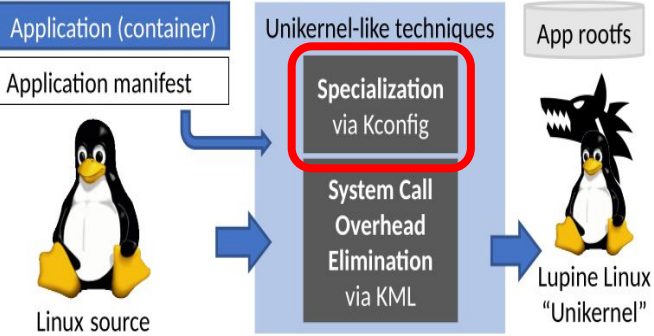 Application (container)
Application manifest
Linux source
Unikernel-like techniques
Specialization
via Kconfig
System Call
Overhead
Elimination
via KML
App rootfs
Lupine Linux
“Unikernel”